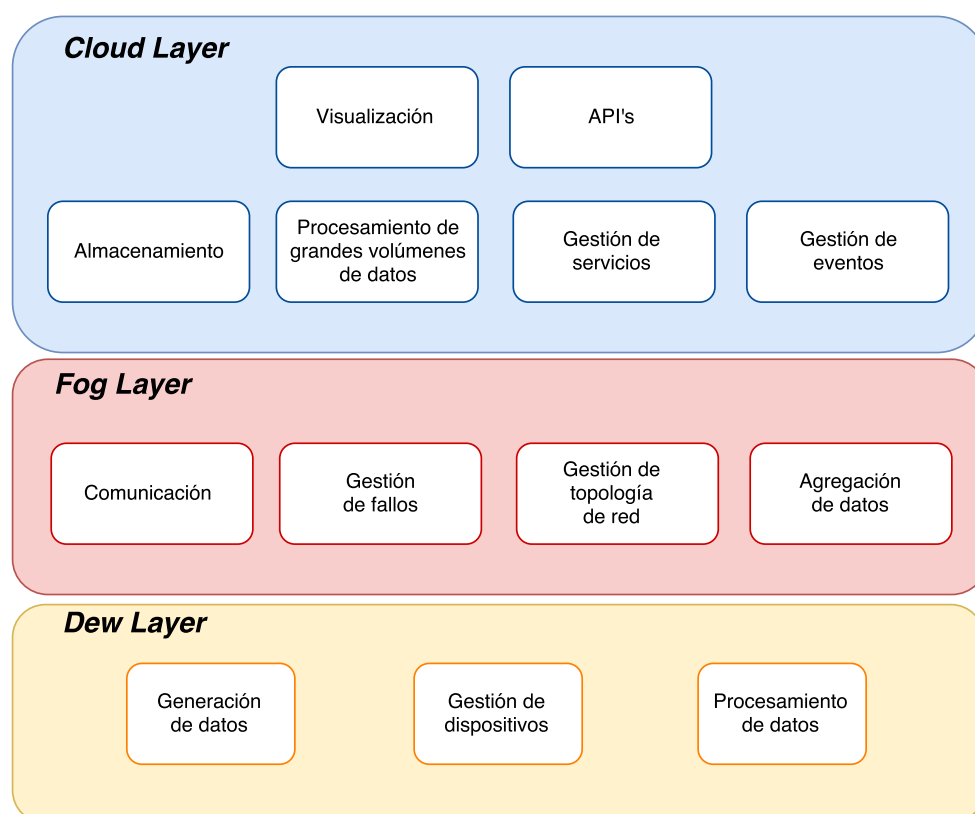 Cloud Layer
Visualización
API's
Almacenamiento
Procesamiento de
grandes volúmenes
de datos
Gestión de
servicios
Gestión de
eventos
Fog Layer
Comunicación
Gestión
de fallos
Gestión de
topología
de red
Agregación
de datos
Dew Layer
Generación
de datos
Gestión de
dispositivos
Procesamiento
de datos